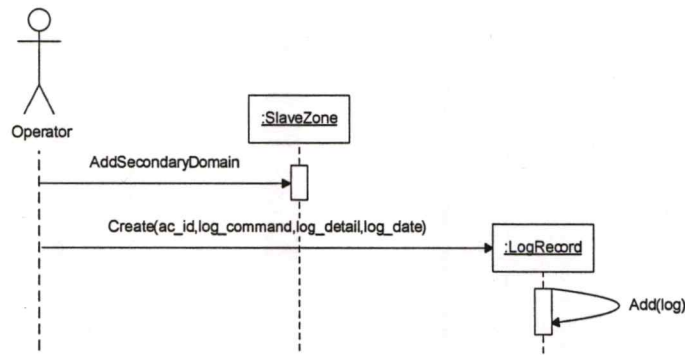 :SlaveZone
Operator
AddSecondaryDomain
Create(ac_id,log_command,log_detail,log_date)
:LogRecord
Add(log)